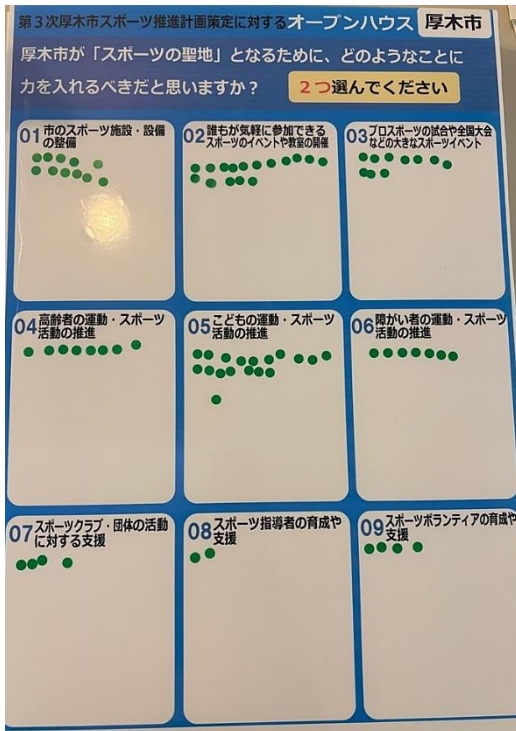 第3次厚木市スポーツ推進計画策定に対するオープンハウス 厚木市
厚木市が「スポーツの聖地」となるために、どのようなことに
力を入れるべきだと思いますか? 2つ選んでください
01 市のスポーツ施設・設備
の整備
02 誰もが気軽に参加できる
スポーツのイベントや教室の開催
03 プロスポーツの試合や全国大会
などの大きなスポーツイベント
04 高齢者の運動・スポーツ
活動の推進
05 こどもの運動・スポーツ
活動の推進
06 障がい者の運動・スポーツ
活動の推進
07 スポーツクラブ・団体の活動
に対する支援
08 スポーツ指導者の育成や
支援
09 スポーツボランティアの育成や
支援